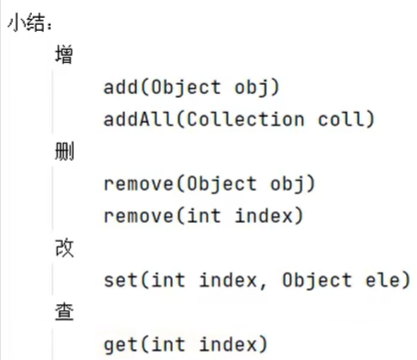 小结：
增
add(Object obj)
addAll(Collection coll)
删
remove(Object obj)
remove(int index)
改
set(int index, Object ele)
查
get(int index)